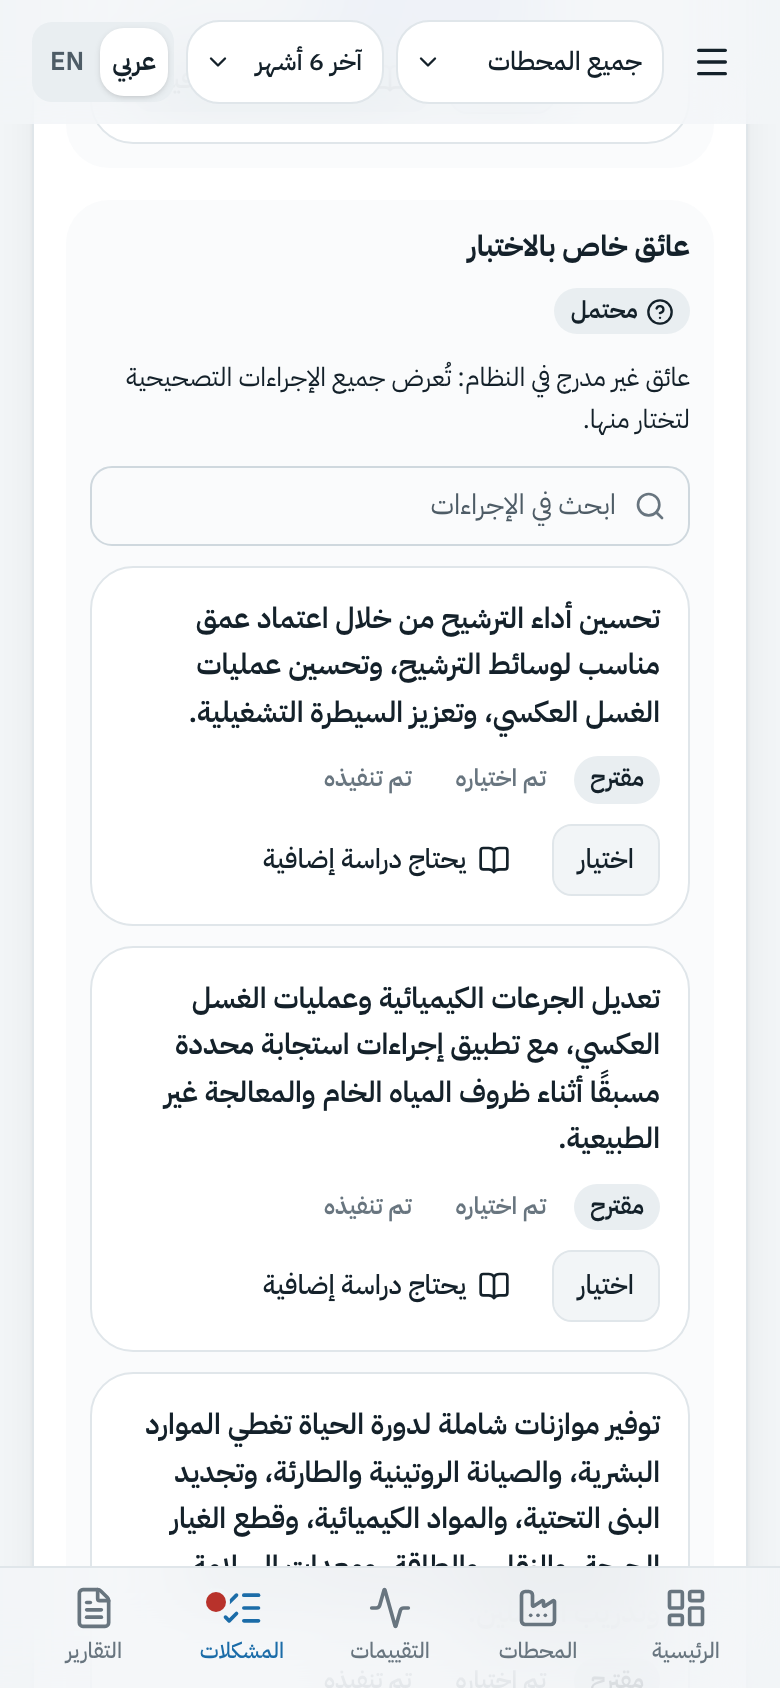 جميع المحطات
آخر 6 أشهر
عربي
EN
عائق خاص بالاختبار
محتمل
عائق غير مدرج في النظام: تُعرض جميع الإجراءات التصحيحية
لتختار منها.
ابحث في الإجراءات
تحسين أداء الترشيح من خلال اعتماد عمق
مناسب لوسائط الترشيح، وتحسين عمليات
الغسل العكسي، وتعزيز السيطرة التشغيلية.
مقترح
تم اختياره
تم تنفيذه
اختيار
يحتاج دراسة إضافية
تعديل الجرعات الكيميائية وعمليات الغسل
العكسي، مع تطبيق إجراءات استجابة محددة
مسبقًا أثناء ظروف المياه الخام والمعالجة غير
الطبيعية.
مقترح
تم اختياره
تم تنفيذه
اختيار
يحتاج دراسة إضافية
توفير موازنات شاملة لدورة الحياة تغطي الموارد
البشرية، والصيانة الروتينية والطارئة، وتجديد
البنى التحتية، والمواد الكيميائية، وقطع الغيار
الرئيسية
المحطات
التقييمات
المشكلات
التقارير